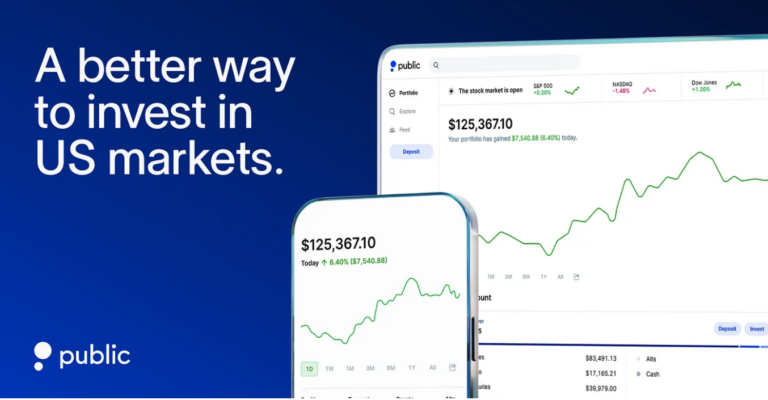 A better way
to invest in
US markets.
public
public
Portfolio
Explore
Feed
Deposit
The stock market is open
S&P 500
+0.20%
NASDAQ
-1.48%
Dow Jones
+1.20%
$125,367.10
Your portfolio has gained $7,540.88 (6.40%) today.
1M 3M 6M 1Y All
Deposit Invest
$83,491.13
$17,165.21
$39,979.00
Alts
Cash
$125,367.10
Today ↑ 6.40% ($7,540.88)
1D 1W 1M 3M 6M 1Y All